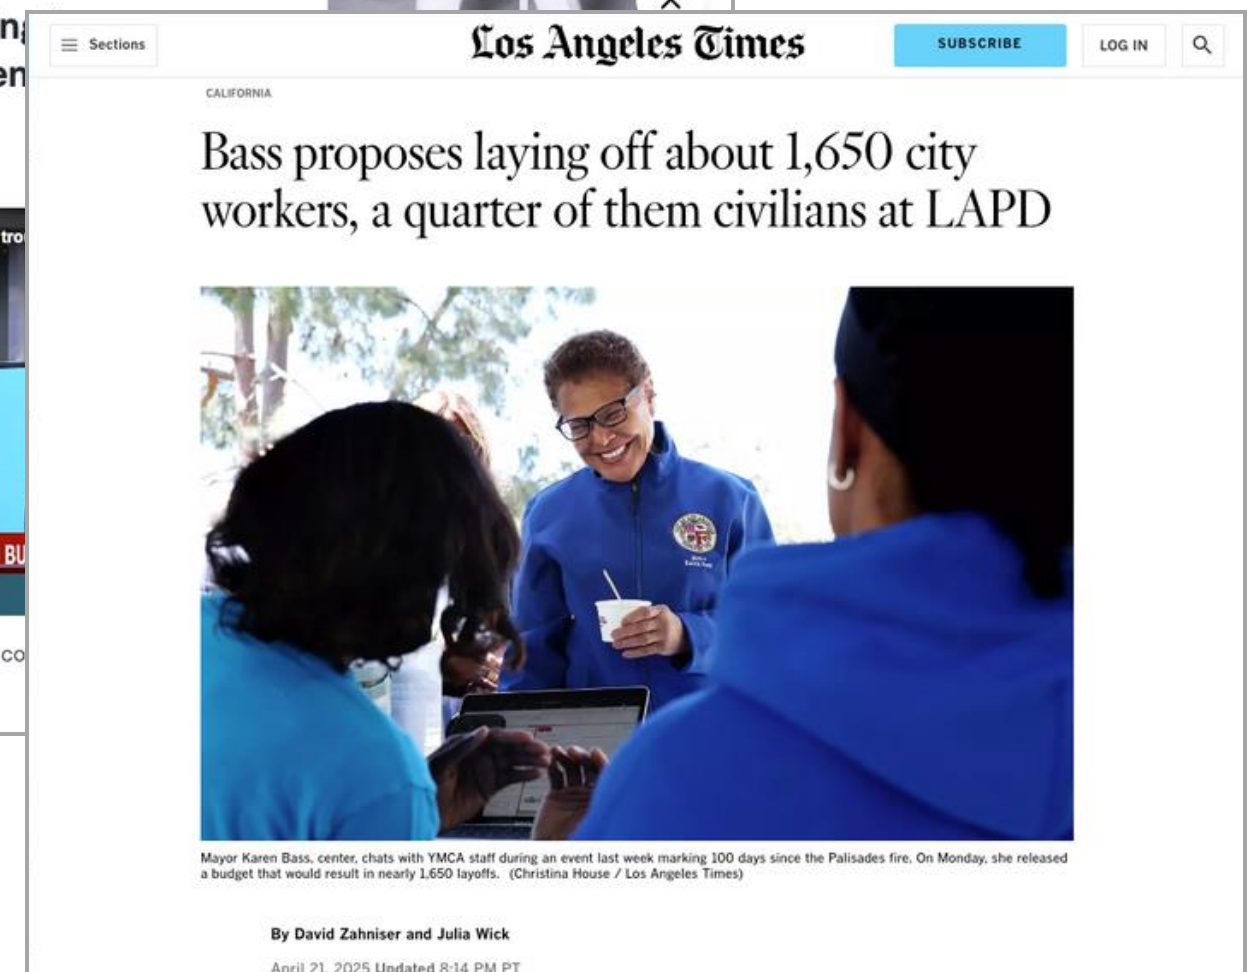 Sections
Los Angeles Times
SUBSCRIBE
LOG IN
CALIFORNIA
Bass proposes laying off about 1,650 city
workers, a quarter of them civilians at LAPD
Mayor Karen Bass, center, chats with YMCA staff during an event last week marking 100 days since the Palisades fire. On Monday, she released
a budget that would result in nearly 1,650 layoffs. (Christina House / Los Angeles Times)
By David Zahniser and Julia Wick
April 21, 2025 Updated 8:14 PM PT
BU
co